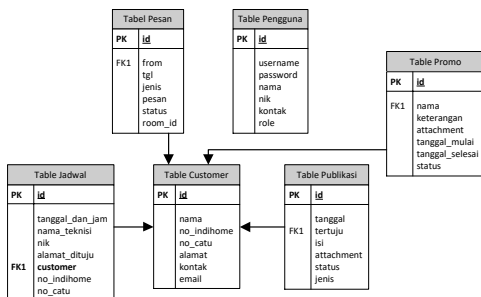 Tabel Pesan
PK id
FK1 from
tgl
jenis
pesan
status
room_id
Table Pengguna
PK id
username
password
nama
nik
kontak
role
Table Promo
PK id
FK1 nama
keterangan
attachment
tanggal_mulai
tanggal_selesai
status
Table Jadwal
PK id
tanggal_dan_jam
nama_teknisi
nik
alamat_dituju
FK1 customer
no_indihome
no_catu
Table Customer
PK id
nama
no_indihome
no_catu
alamat
kontak
email
Table Publikasi
PK id
tanggal
FK1 tertuju
isi
attachment
status
jenis